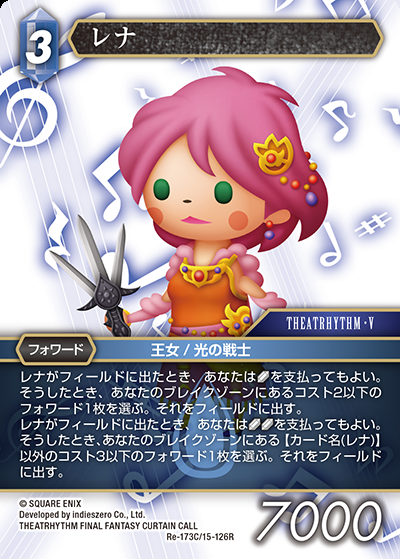 3
レナ
THEATRHYTHM・V
フォワード
王女 / 光の戦士
レナがフィールドに出たとき、あなたは を支払ってもよい。
そうしたとき、あなたのブレイクゾーンにあるコスト2以下の
フォワード1枚を選ぶ。それをフィールドに出す。
レナがフィールドに出たとき、あなたは を支払ってもよい。
そうしたとき、あなたのブレイクゾーンにある【カード名(レナ)】
以外のコスト3以下のフォワード1枚を選ぶ。それをフィールド
に出す。
© SQUARE ENIX
Developed by indieszero Co., Ltd.
THEATRHYTHM FINAL FANTASY CURTAIN CALL
Re-173C/15-126R
7000